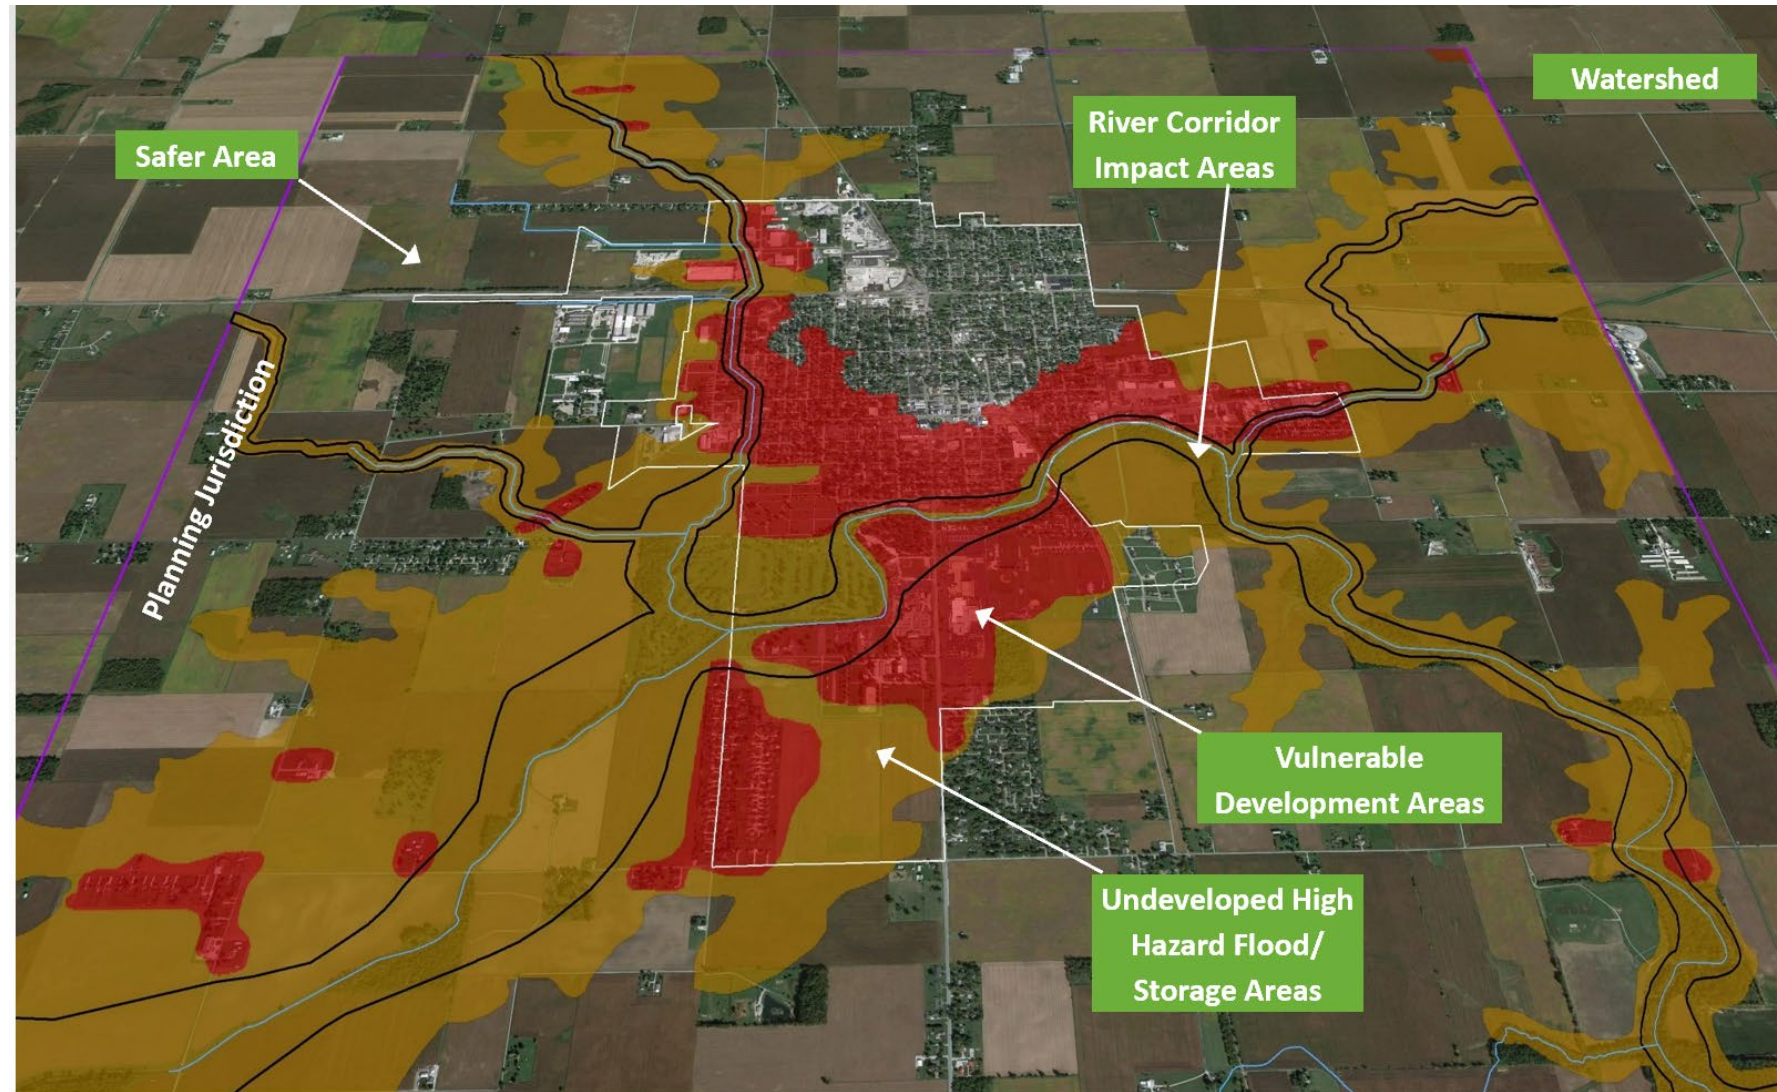 Watershed
River Corridor
Impact Areas
Safer Area
Planning Jurisdiction
Vulnerable
Development Areas
Undeveloped High
Hazard Flood/
Storage Areas